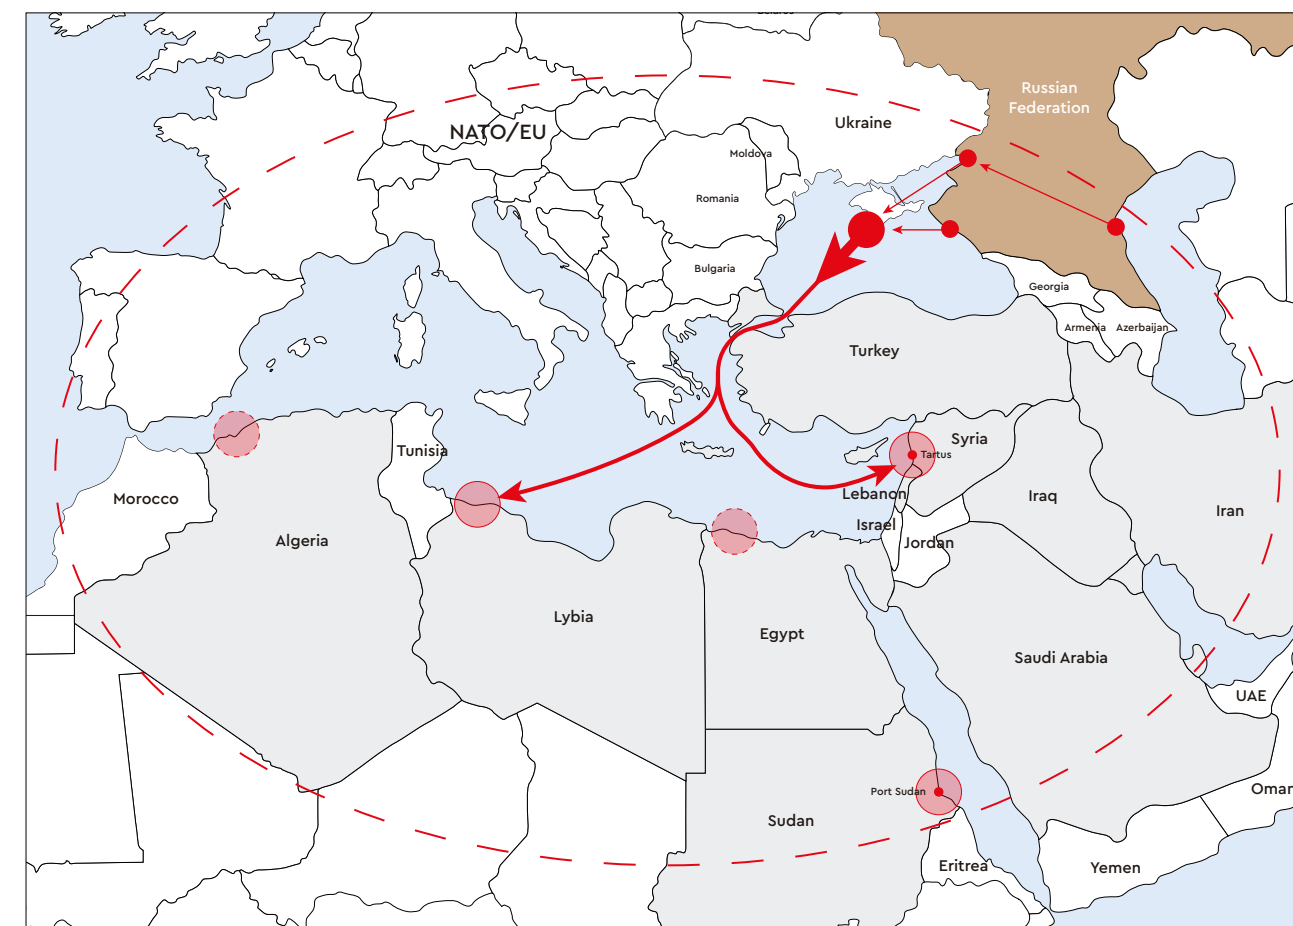 Belarus
Russian
Federation
Ukraine
NATO/EU
Moldova
Romania
Bulgaria
Georgia
Armenia
Azerbaijan
Turkey
Syria
Tartus
Tunisia
Lebanon
Iraq
Morocco
Iran
Israel
Algeria
Jordan
Lybia
Egypt
Saudi Arabia
UAE
Oman
Port Sudan
Sudan
Eritrea
Yemen